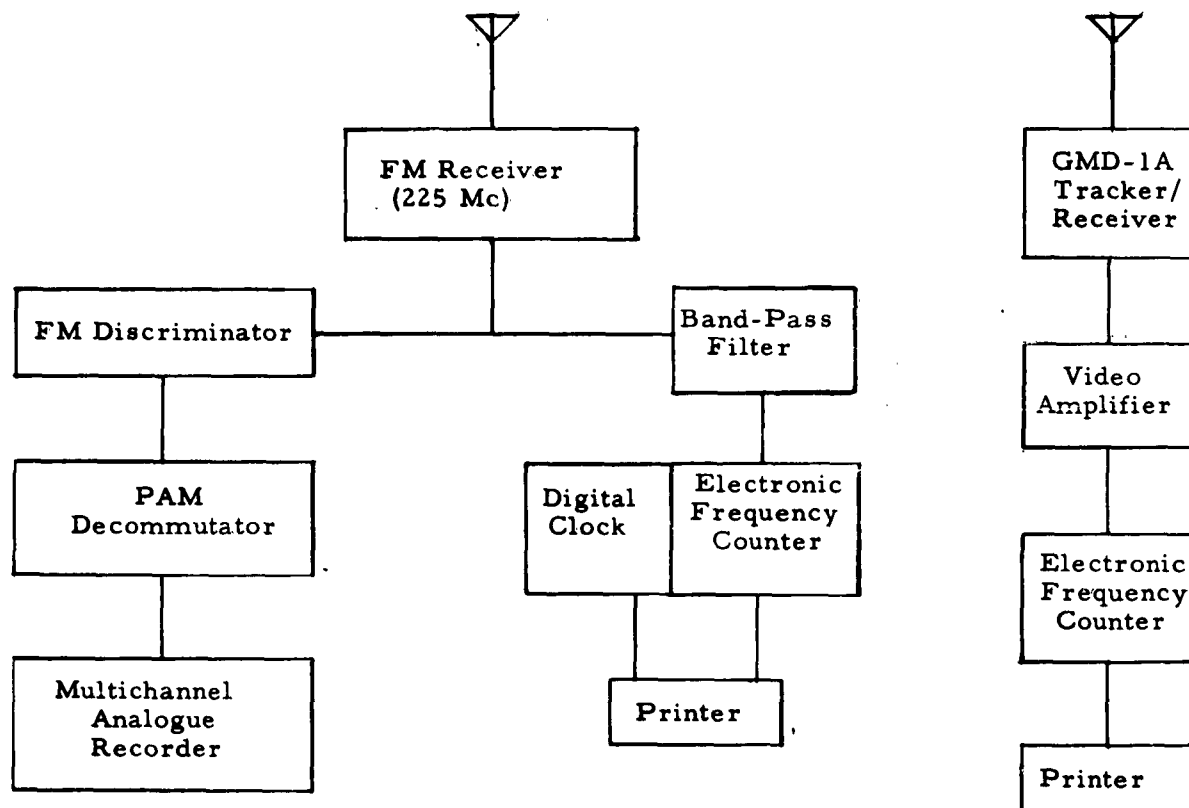 FM Receiver
(225 Mc)
FM Discriminator
Band-Pass
Filter
PAM
Decommutator
Digital
Clock
Electronic
Frequency
Counter
Multichannel
Analogue
Recorder
Printer
GMD-1A
Tracker/
Receiver
Video
Amplifier
Electronic
Frequency
Counter
Printer